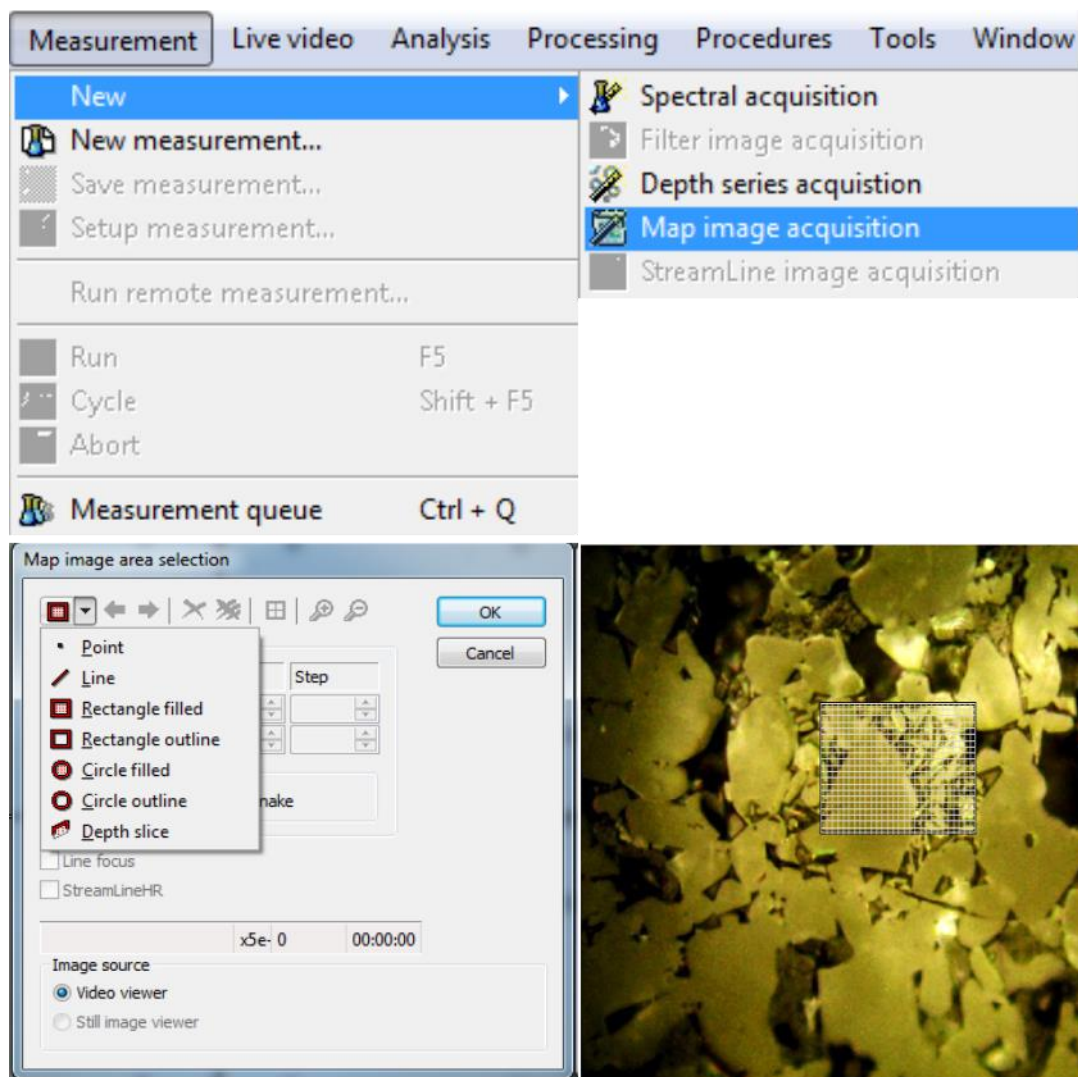 Measurement Live video Analysis Processing Procedures Tools Window
New
New measurement...
Save measurement...
Setup measurement...
Run remote measurement...
Run F5
Cycle Shift + F5
Abort
Measurement queue Ctrl + Q
Spectral acquisition
Filter image acquisition
Depth series acquistion
Map image acquisition
StreamLine image acquisition
Map image area selection
OK
Cancel
Point
Line
Rectangle filled
Rectangle outline
Circle filled
Circle outline
Depth slice
Step
nake
Line focus
StreamLineHR
x5e- 0 00:00:00
Image source
Video viewer
Still image viewer